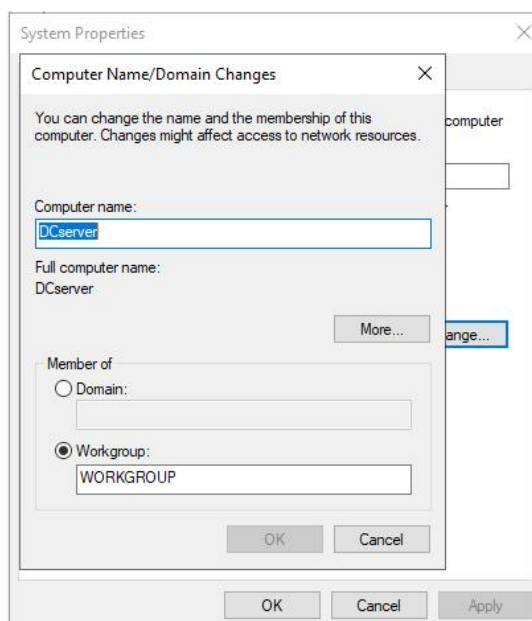 System Properties
Computer Name/Domain Changes
You can change the name and the membership of this
computer. Changes might affect access to network resources.
computer
Computer name:
DCserver
Full computer name:
DCserver
More...
ange...
Member of
Domain:
Workgroup:
WORKGROUP
OK Cancel
OK Cancel Apply